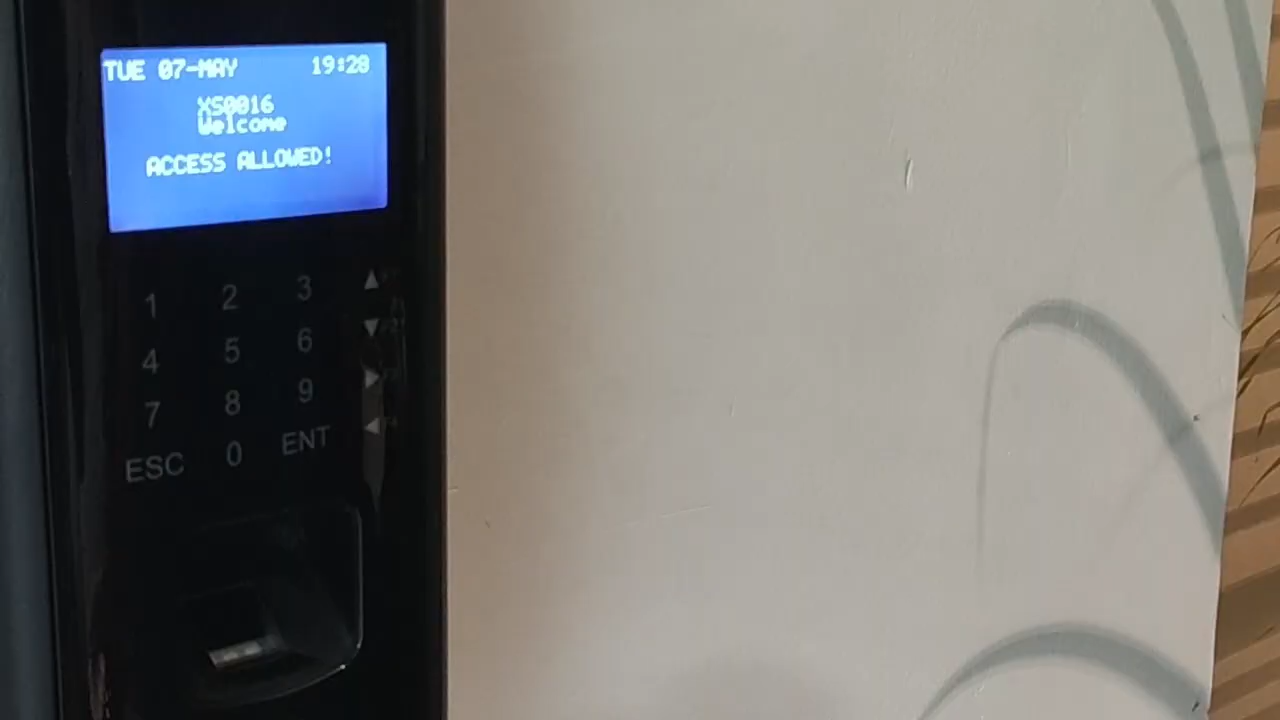 TUE 07-MAY 19:28
XS0016
Welcome
ACCESS ALLOWED!
1 2 3
4 5 6
7 8 9
ESC 0 ENT